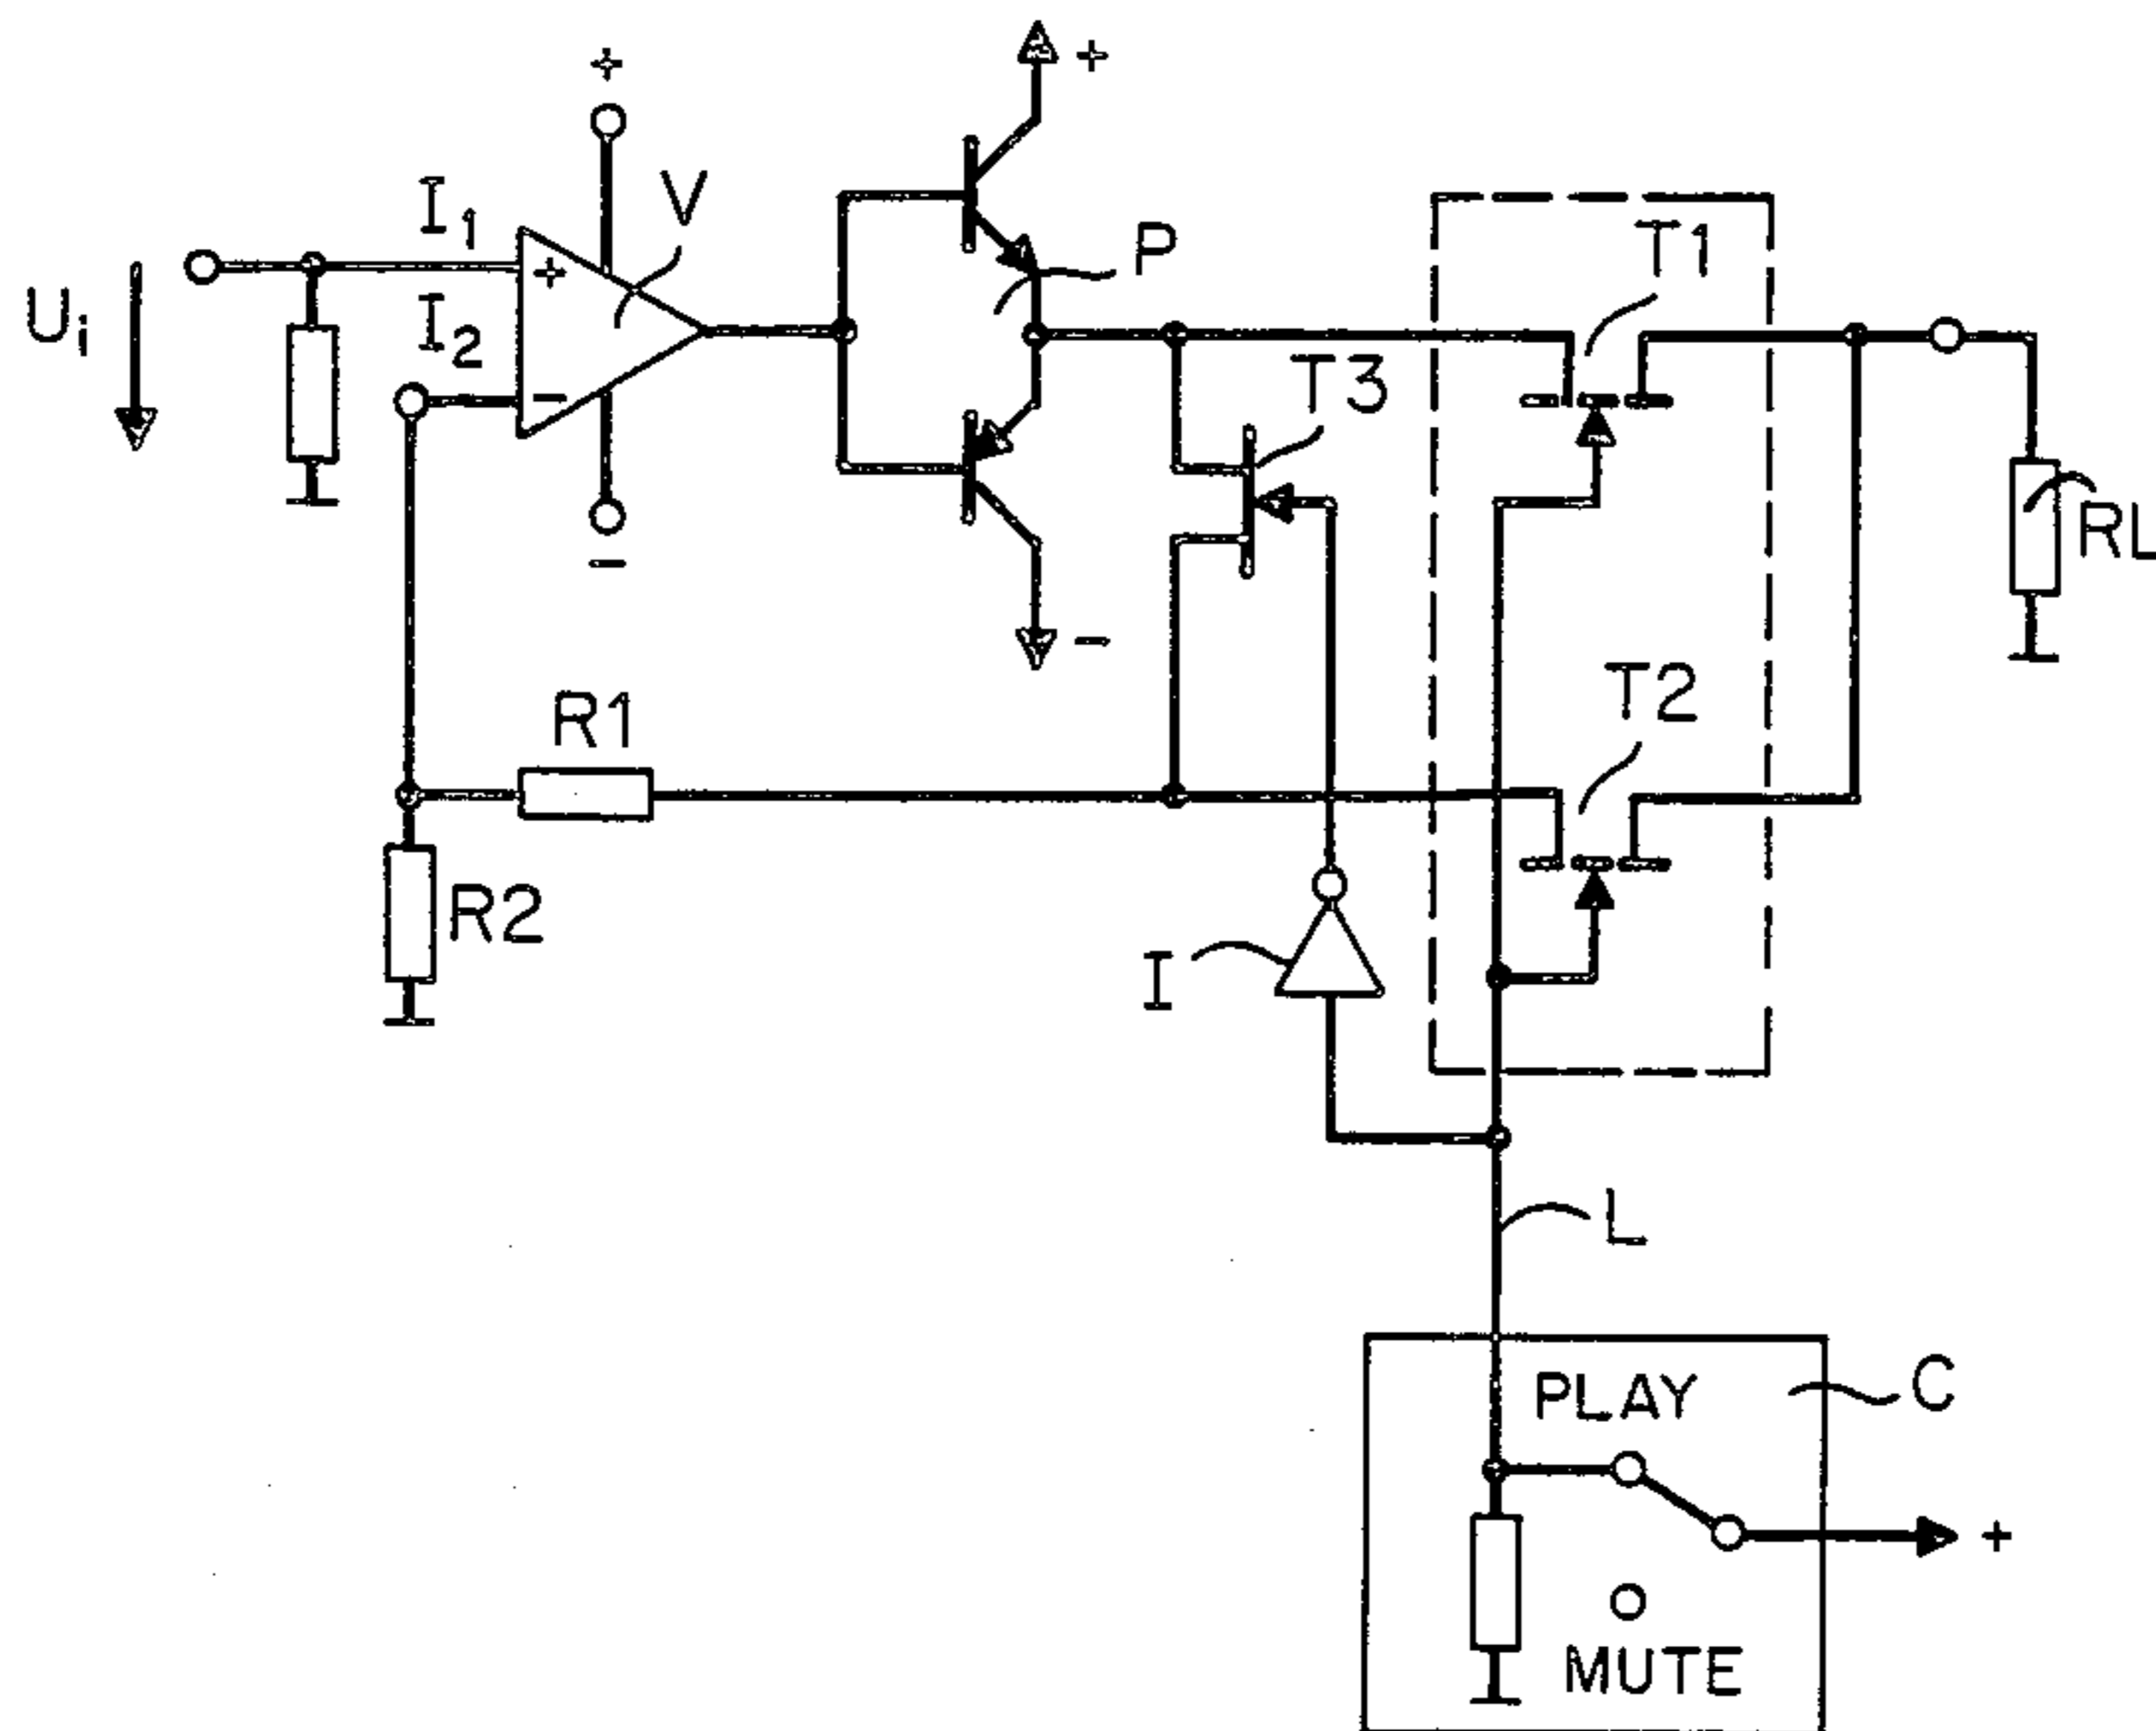 +
+
I1
V
P
T1
Ui
+
I2
T3
-
RL
-
-
T2
R1
R2
I
L
PLAY
C
+
MUTE